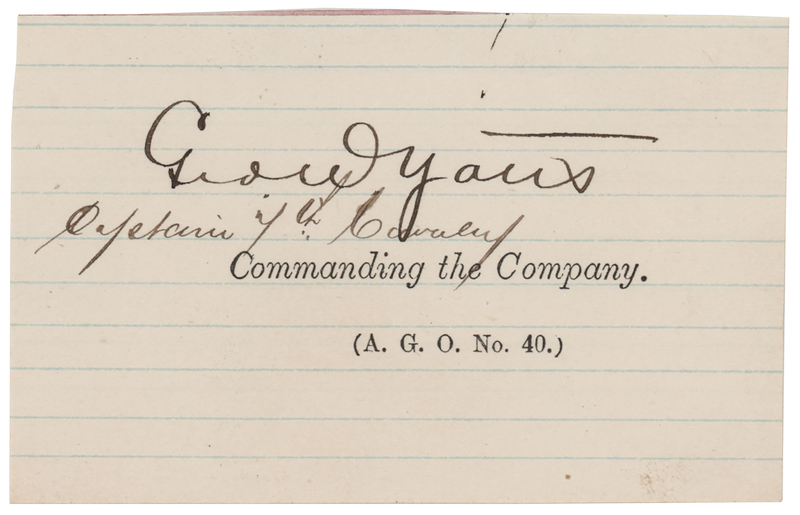 Geo W Yates
Captain 7th Cavalry
Commanding the Company.
(A. G. O. No. 40.)